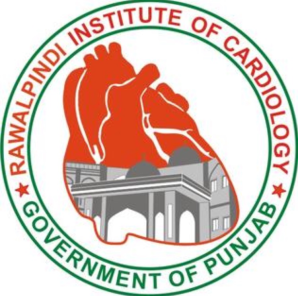 RAWALPINDI INSTITUTE OF CARDIOLOGY
GOVERNMENT OF PUNJAB